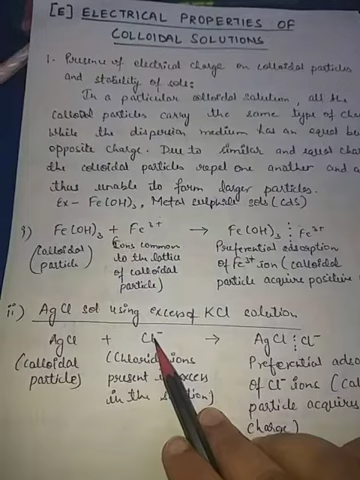 [E] ELECTRICAL PROPERTIES OF
COLLOIDAL SOLUTIONS
1. Presence of electrical charge on colloidal particles
and stability of sols:
In a particular colloidal solution, all the
colloidal particles carry the same type of
While the dispersion medium has an equal
opposite charge. Due to similar and equal
the colloidal particles repel one another and
thus unable to form larger particles.
Ex- Fe(OH)3, Metal sulphide sols (CdS)
i) Fe(OH)3 + Fe3+ → Fe(OH)3 ⋮ Fe3+
(Colloidal particle) (Ions common to the lattice of colloidal particle) Preferential adsorption of Fe3+ ion (colloidal particle acquire positive
ii) AgCl sol using excess of KCl solution
AgCl + Cl- → AgCl ⋮ Cl-
(Colloidal particle) (Chloride ions present in excess in the solution) Preferential of Cl- ions particle charge)